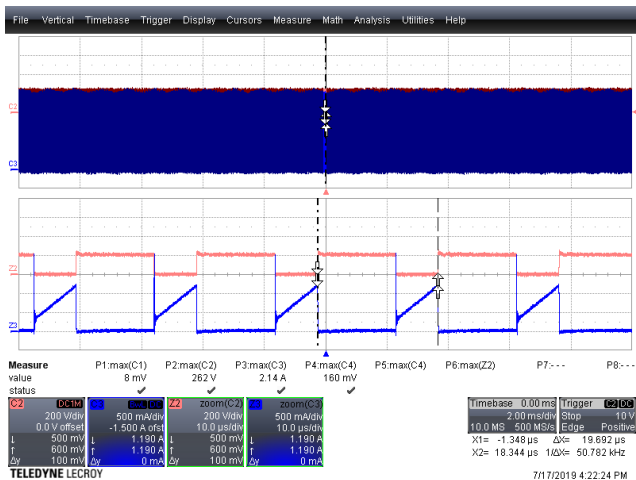 File Vertical Timebase Trigger Display Cursors Measure Math Analysis Utilities Help
C2
C3
Z2
Z3
Measure P1:max(C1) P2:max(C2) P3:max(C3) P4:max(C4) P5:max(C4) P6:max(Z2) P7:--- P8:---
value 8 mV 262 V 2.14 A 160 mV
status
C2 DC1M Z2 zoom(C2) zoom(C3) Timebase 0.00 ms Trigger C2 DC
200 V/div 500 mA/div 200 V/div 500 mA/div 2.00 ms/div Stop 10 V
0.0 V offset -1.500 A ofst 10.0 µs/div 10.0 µs/div 10.0 MS 500 MS/s Edge Positive
500 mV 1.190 A 500 mV 1.190 A X1= -1.348 µs ΔX= 19.692 µs
600 mV 1.190 A 600 mV 1.190 A X2= 18.344 µs 1/ΔX= 50.782 kHz
Δy 100 mV Δy 0 mA Δy 100 mV Δy 0 mA
TELEDYNE LECROY 7/17/2019 4:22:24 PM